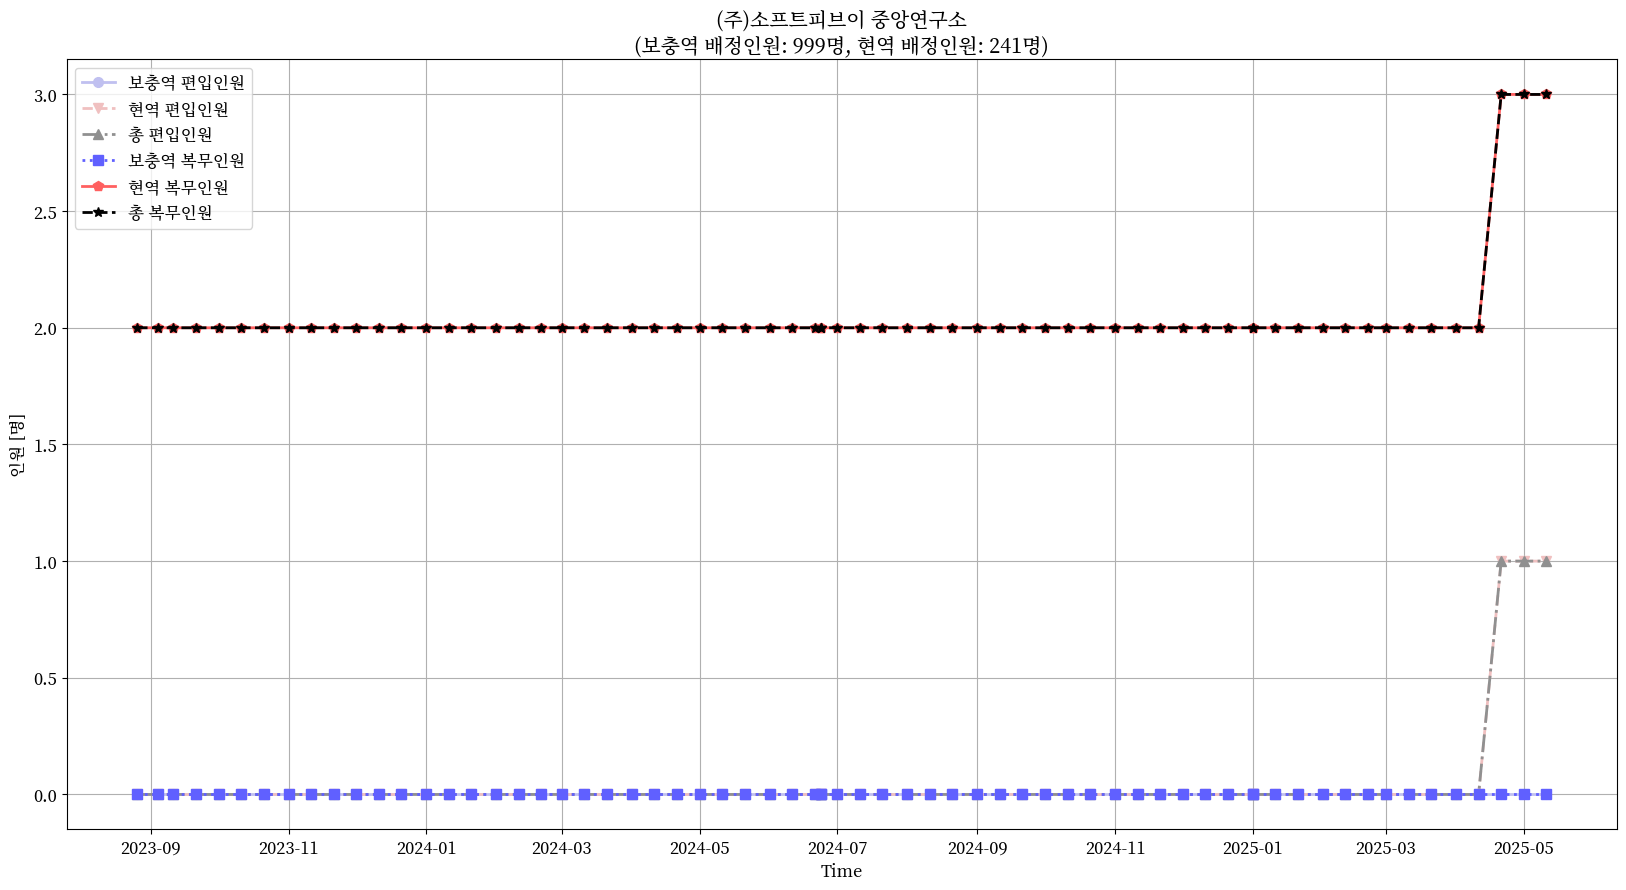 (주)소프트피브이 중앙연구소
(보충역 배정인원: 999명, 현역 배정인원: 241명)
보충역 편입인원
현역 편입인원
총 편입인원
보충역 복무인원
현역 복무인원
총 복무인원
3.0
2.5
2.0
1.5
1.0
0.5
0.0
인원 [명]
2023-09 2023-11 2024-01 2024-03 2024-05 2024-07 2024-09 2024-11 2025-01 2025-03 2025-05
Time